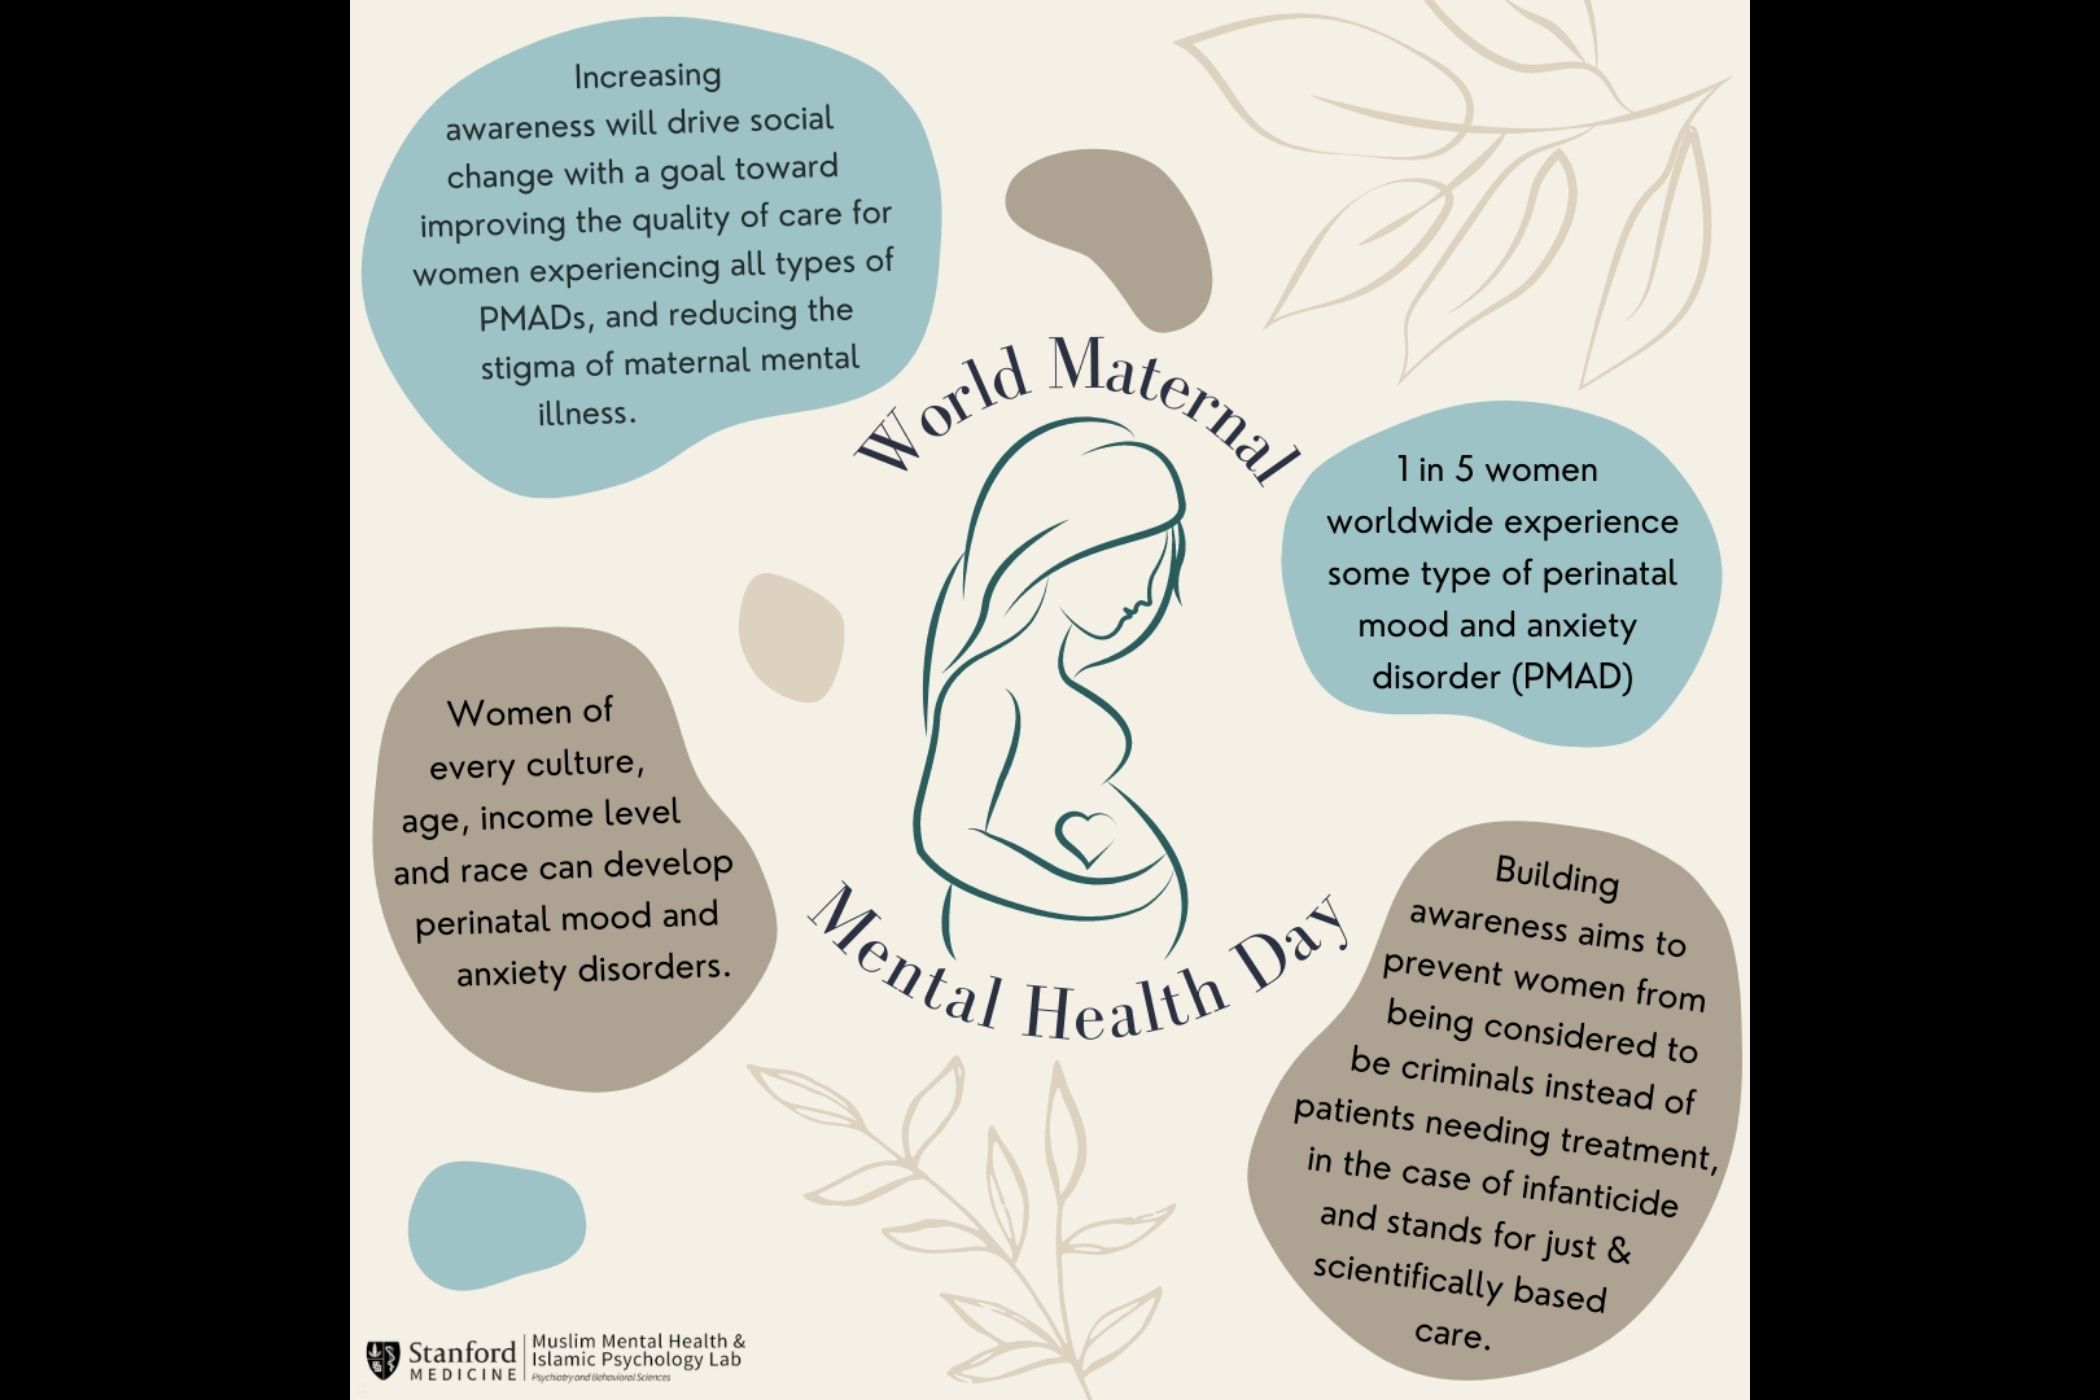 Increasing
awareness will drive social
change with a goal toward
improving the quality of care for
women experiencing all types of
PMADs, and reducing the
stigma of maternal mental
illness.
World Maternal
Mental Health Day
1 in 5 women
worldwide experience
some type of perinatal
mood and anxiety
disorder (PMAD)
Women of
every culture,
age, income level
and race can develop
perinatal mood and
anxiety disorders.
Building
awareness aims to
prevent women from
being considered to
be criminals instead of
patients needing treatment,
in the case of infanticide
and stands for just &
scientifically based
care.
Stanford
MEDICINE
Muslim Mental Health &
Islamic Psychology Lab
Psychiatry and Behavioral Sciences